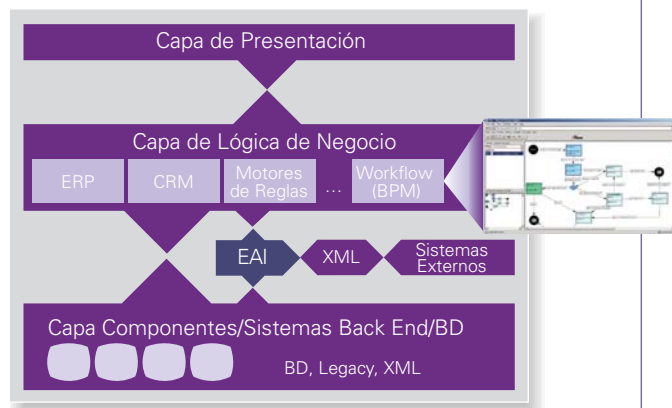 Capa de Presentación
Capa de Lógica de Negocio
ERP
CRM
Motores
de Reglas
...
Workflow
(BPM)
EAI
XML
Sistemas
Externos
Capa Componentes/Sistemas Back End/BD
BD, Legacy, XML